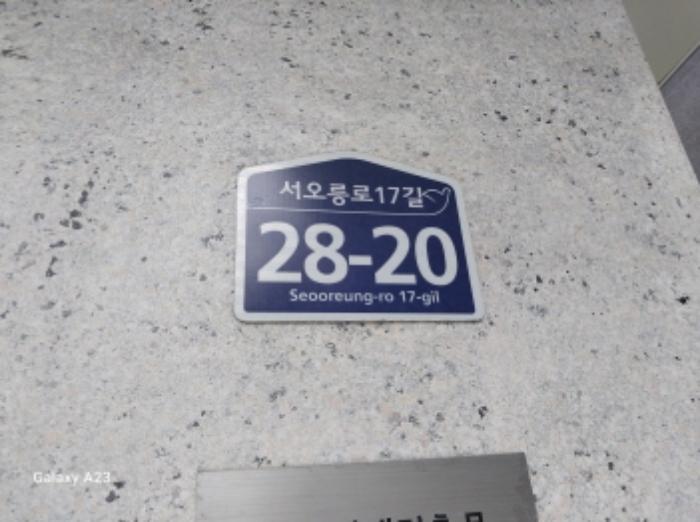 서오릉로17길
28-20
Seooreung-ro 17-gil
Galaxy A23